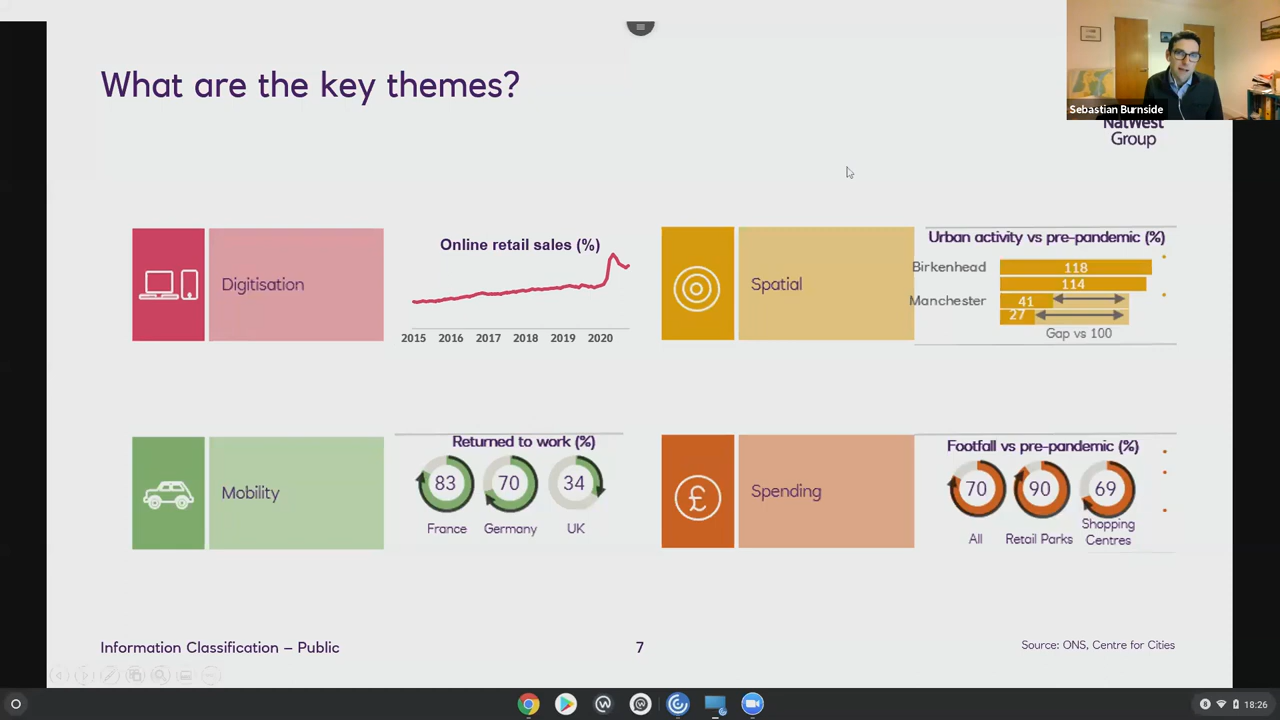 Sebastian Burnside
What are the key themes?
NatWest
Group
Digitisation
Online retail sales (%)
2015 2016 2017 2018 2019 2020
Spatial
Urban activity vs pre-pandemic (%)
Birkenhead
118
114
Manchester
41
27
Gap vs 100
Mobility
Returned to work (%)
83 70 34
France Germany UK
£
Spending
Footfall vs pre-pandemic (%)
70 90 69
All Retail Parks Shopping
Centres
Information Classification – Public
7
Source: ONS, Centre for Cities
18:26